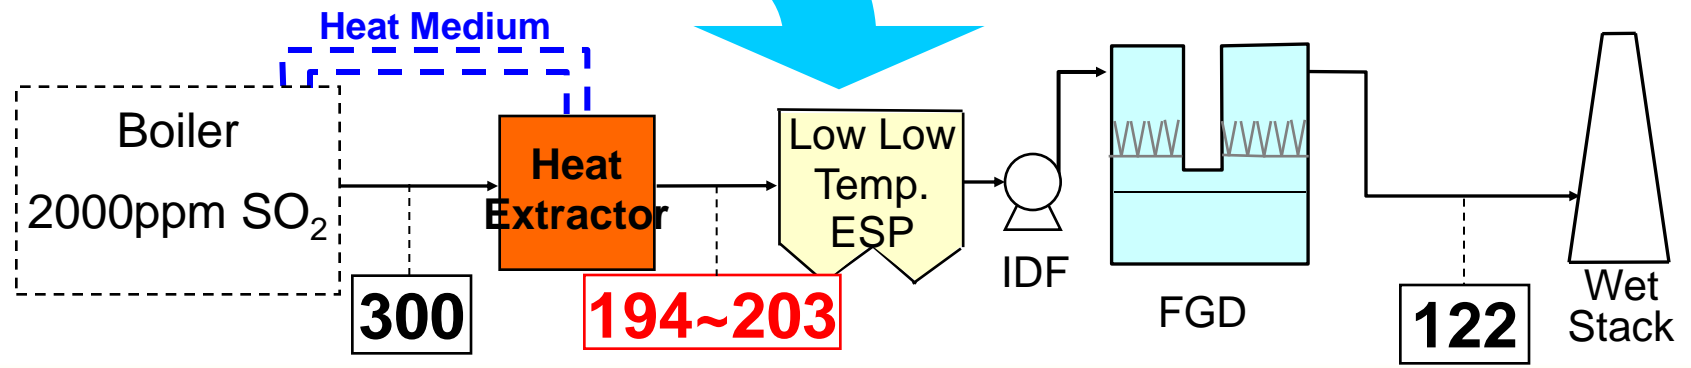 Heat Medium
Boiler
2000ppm SO₂
Heat
Extractor
Low Low
Temp.
ESP
IDF
FGD
Wet
Stack
300
194~203
122